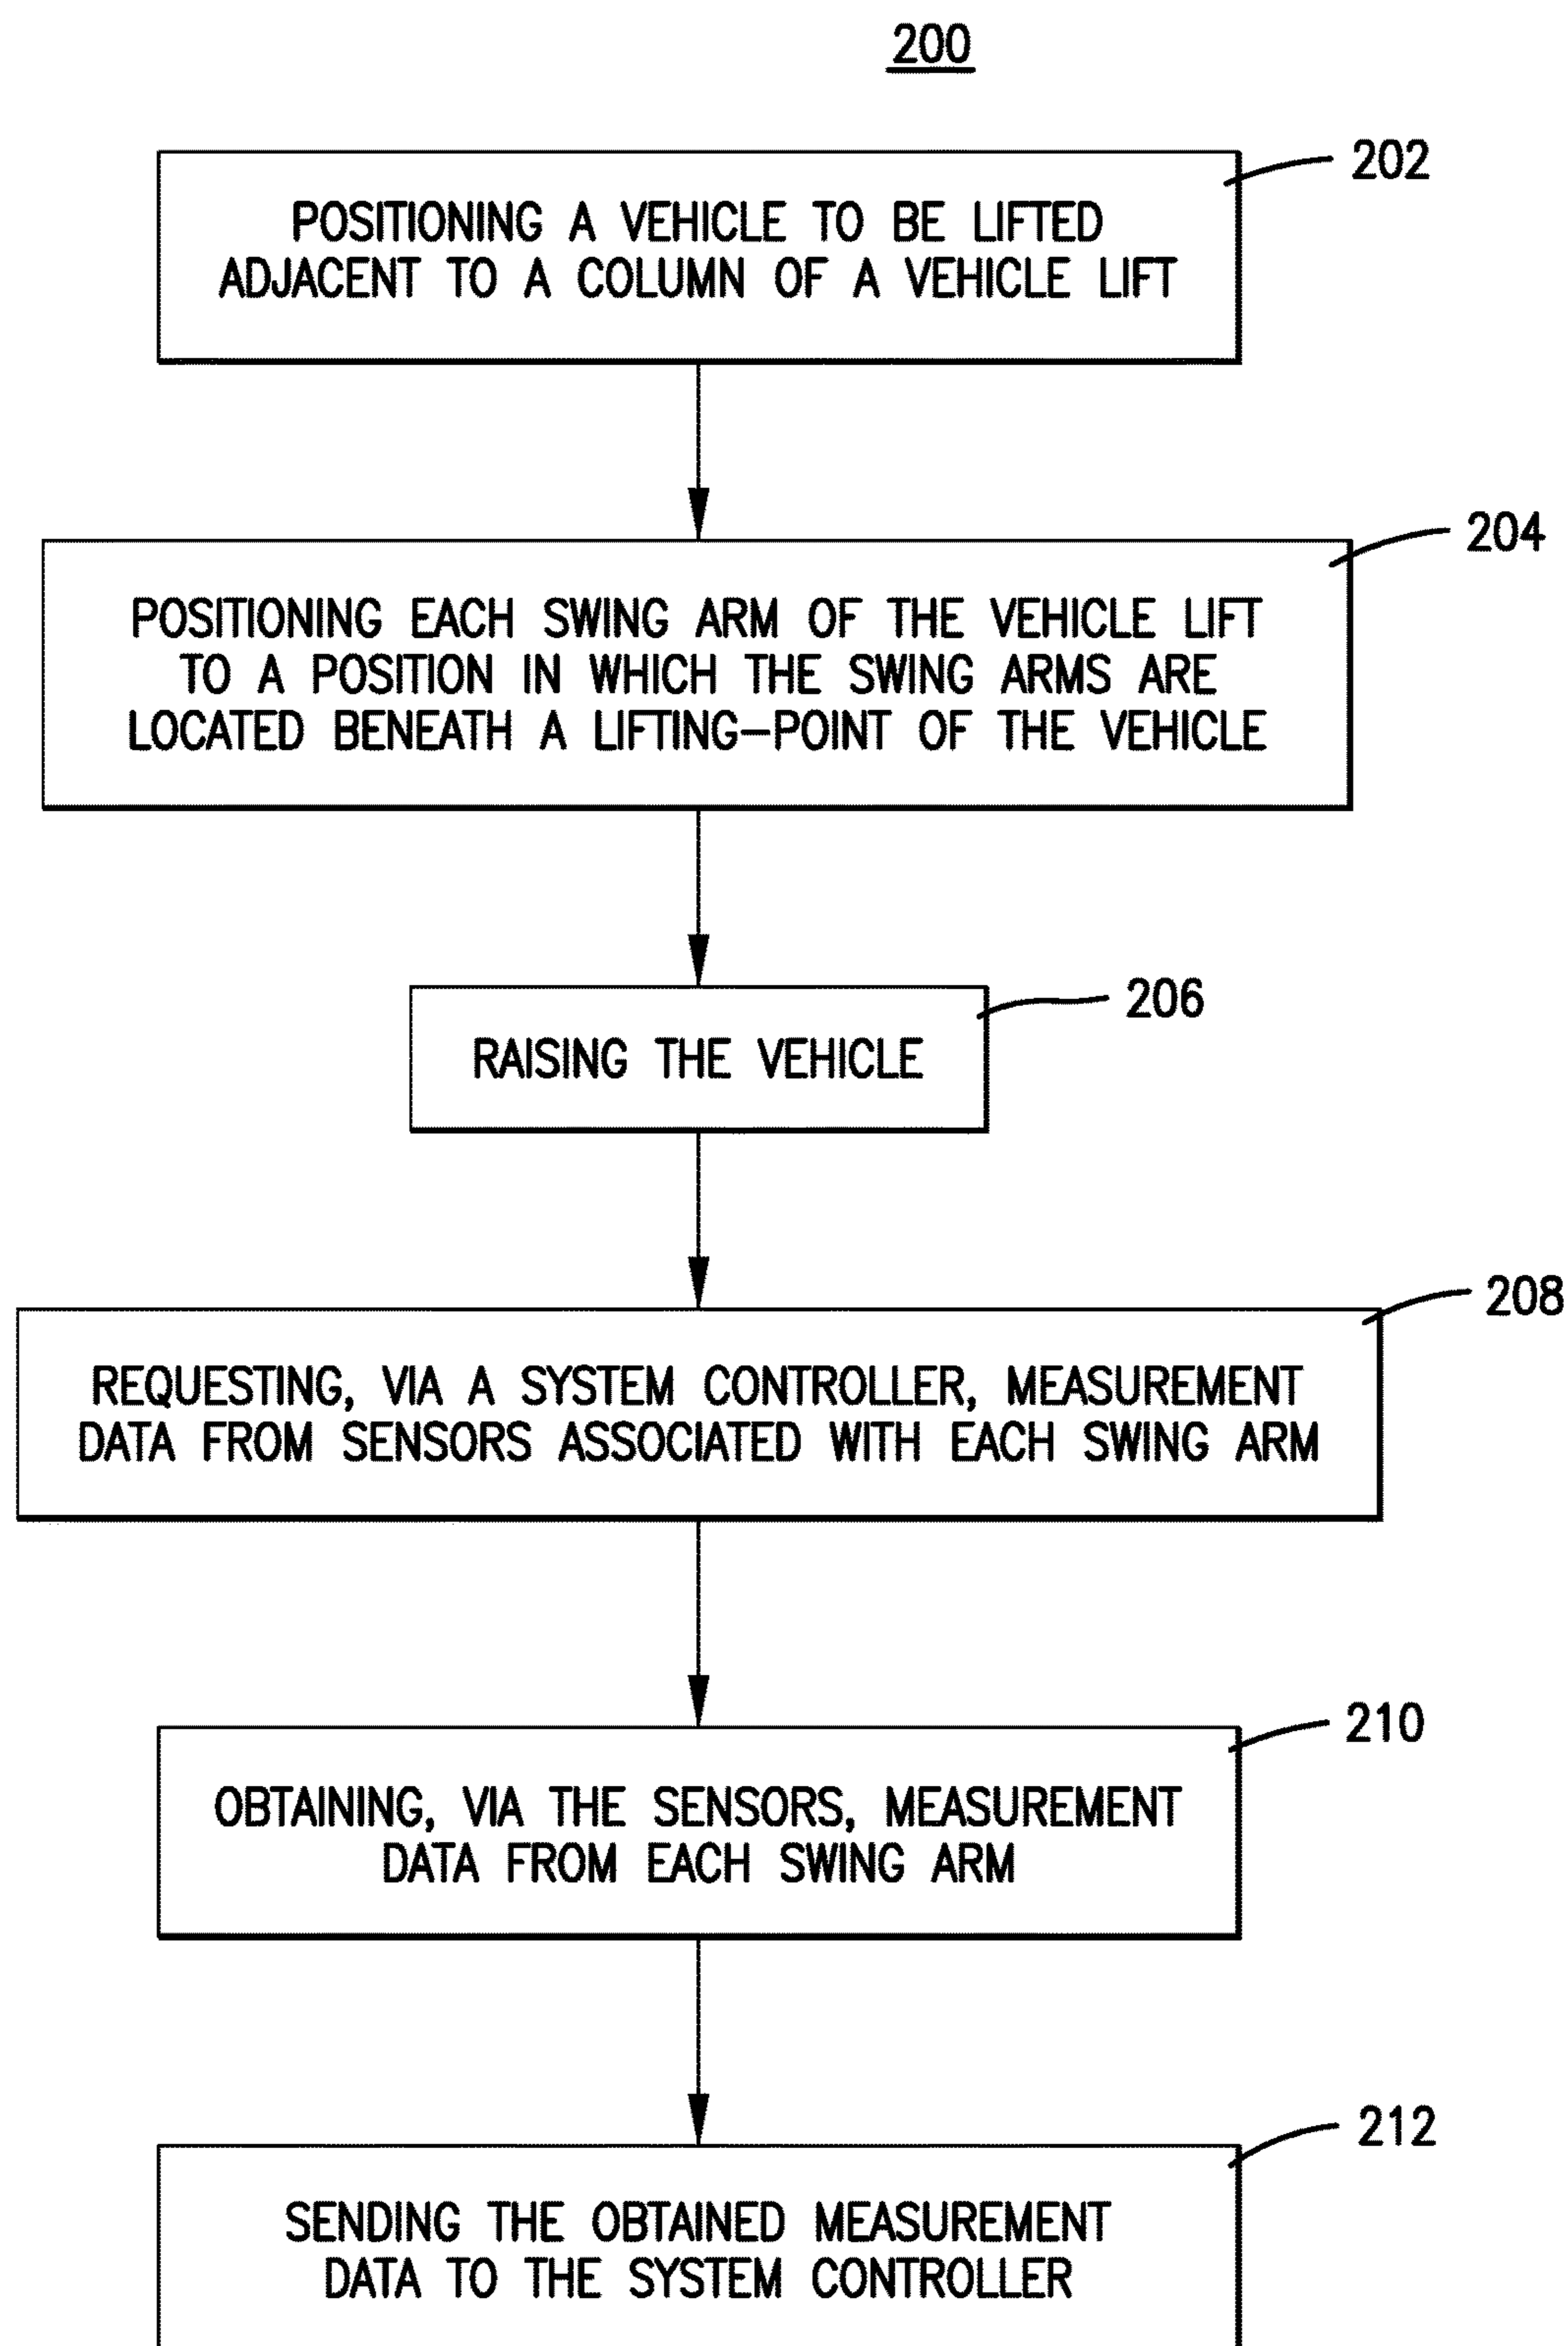 200
202
POSITIONING A VEHICLE TO BE LIFTED
ADJACENT TO A COLUMN OF A VEHICLE LIFT
204
POSITIONING EACH SWING ARM OF THE VEHICLE LIFT
TO A POSITION IN WHICH THE SWING ARMS ARE
LOCATED BENEATH A LIFTING-POINT OF THE VEHICLE
206
RAISING THE VEHICLE
208
REQUESTING, VIA A SYSTEM CONTROLLER, MEASUREMENT
DATA FROM SENSORS ASSOCIATED WITH EACH SWING ARM
210
OBTAINING, VIA THE SENSORS, MEASUREMENT
DATA FROM EACH SWING ARM
212
SENDING THE OBTAINED MEASUREMENT
DATA TO THE SYSTEM CONTROLLER